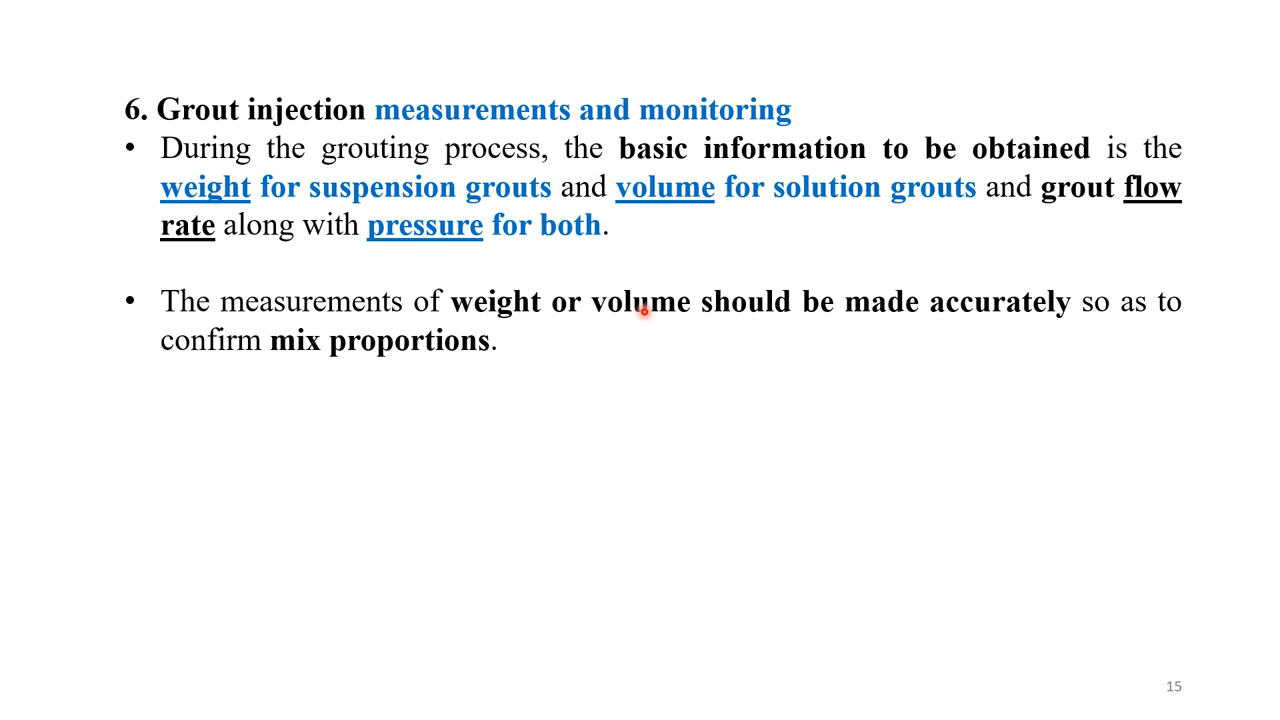 6. Grout injection measurements and monitoring
• During the grouting process, the basic information to be obtained is the
weight for suspension grouts and volume for solution grouts and grout flow
rate along with pressure for both.
• The measurements of weight or volume should be made accurately so as to
confirm mix proportions.
15